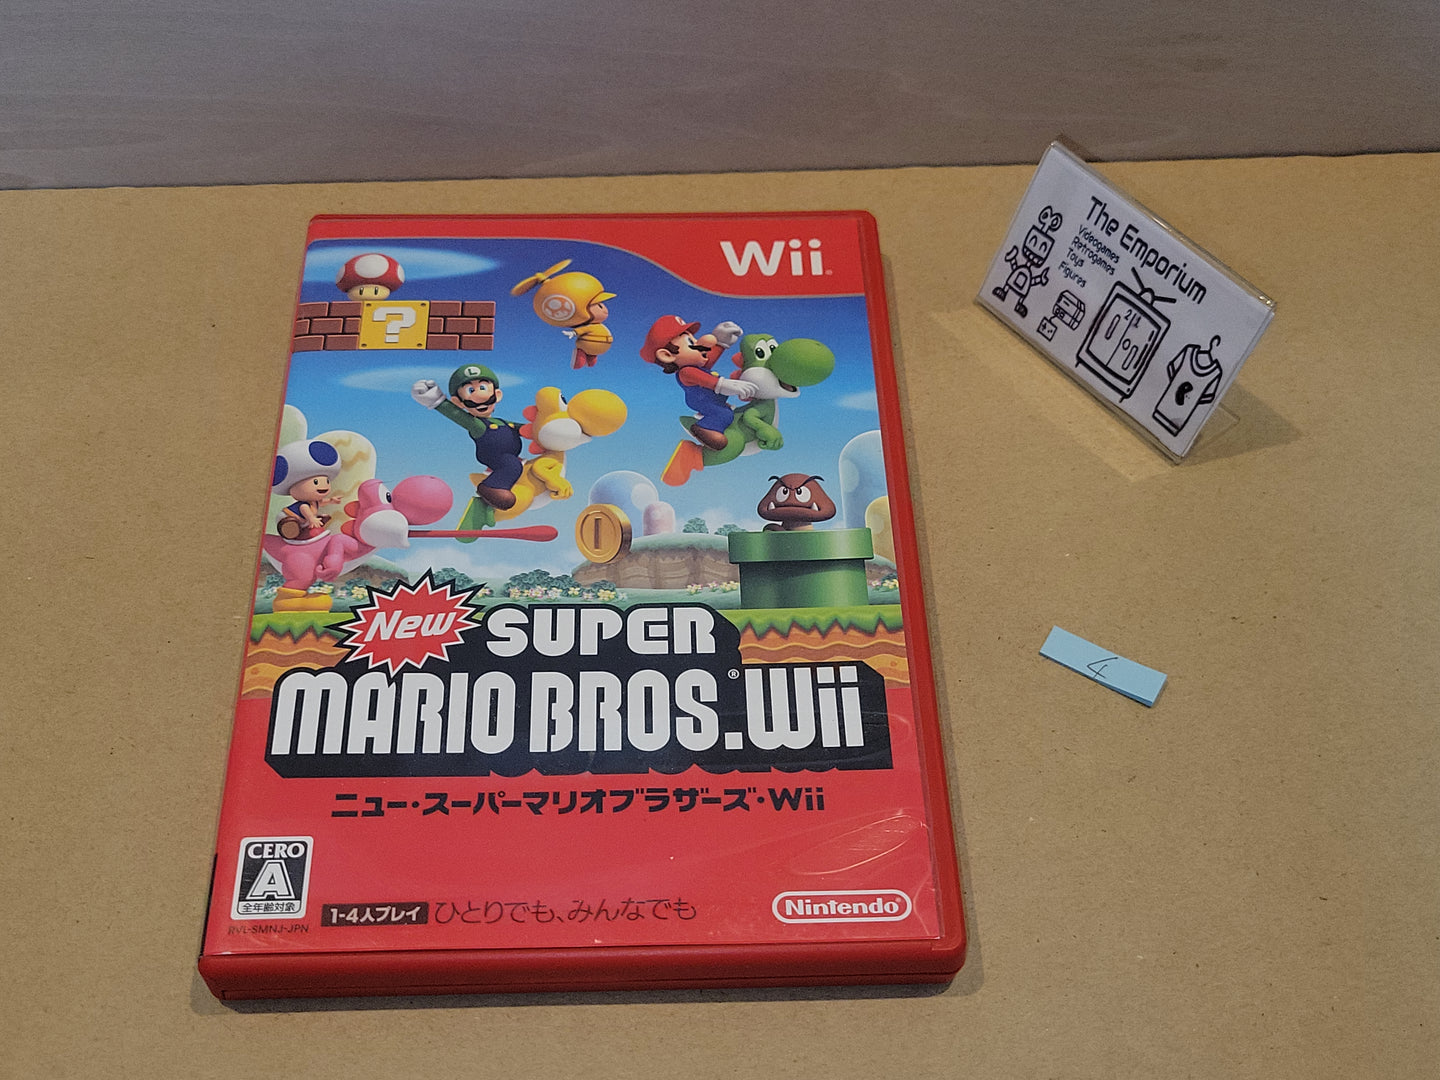 Wii
?
L
New SUPER
MARIO BROS.® Wii
ニュー・スーパーマリオブラザーズ・Wii
CERO
A
全年齢対象
RVL-SMNJ-JPN
1-4人プレイ ひとりでも、みんなでも
Nintendo®
The Emporium
Videogames
Retrogames
Toys
Figures
4